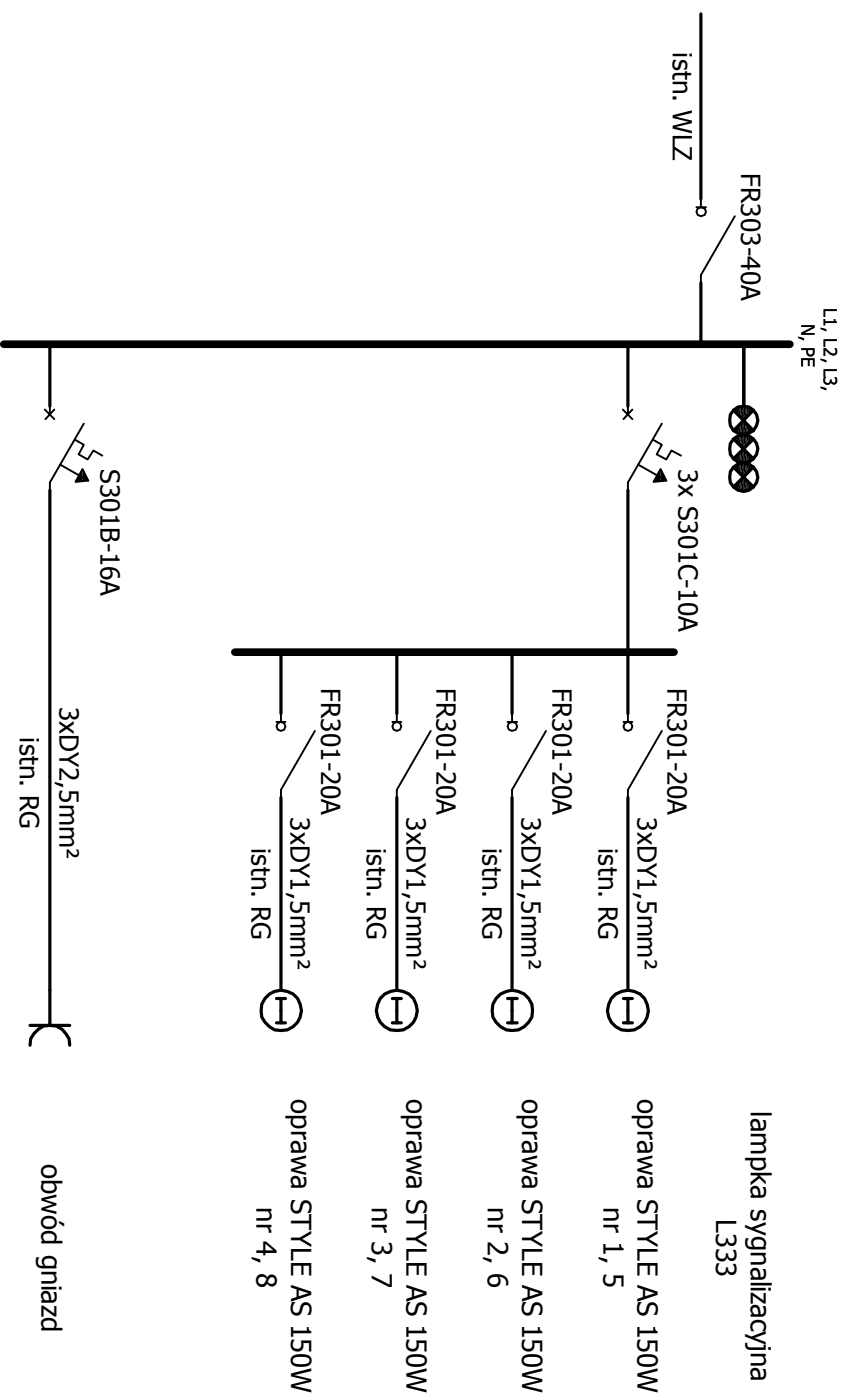 L1, L2, L3,
N, PE
lampka sygnalizacyjna
L333
FR303-40A
istn. WLZ
3x S301C-10A
FR301-20A
3xDY1,5mm²
istn. RG
oprawa STYLE AS 150W
nr 1, 5
FR301-20A
3xDY1,5mm²
istn. RG
oprawa STYLE AS 150W
nr 2, 6
FR301-20A
3xDY1,5mm²
istn. RG
oprawa STYLE AS 150W
nr 3, 7
FR301-20A
3xDY1,5mm²
istn. RG
oprawa STYLE AS 150W
nr 4, 8
S301B-16A
3xDY2,5mm²
istn. RG
obwód gniazd